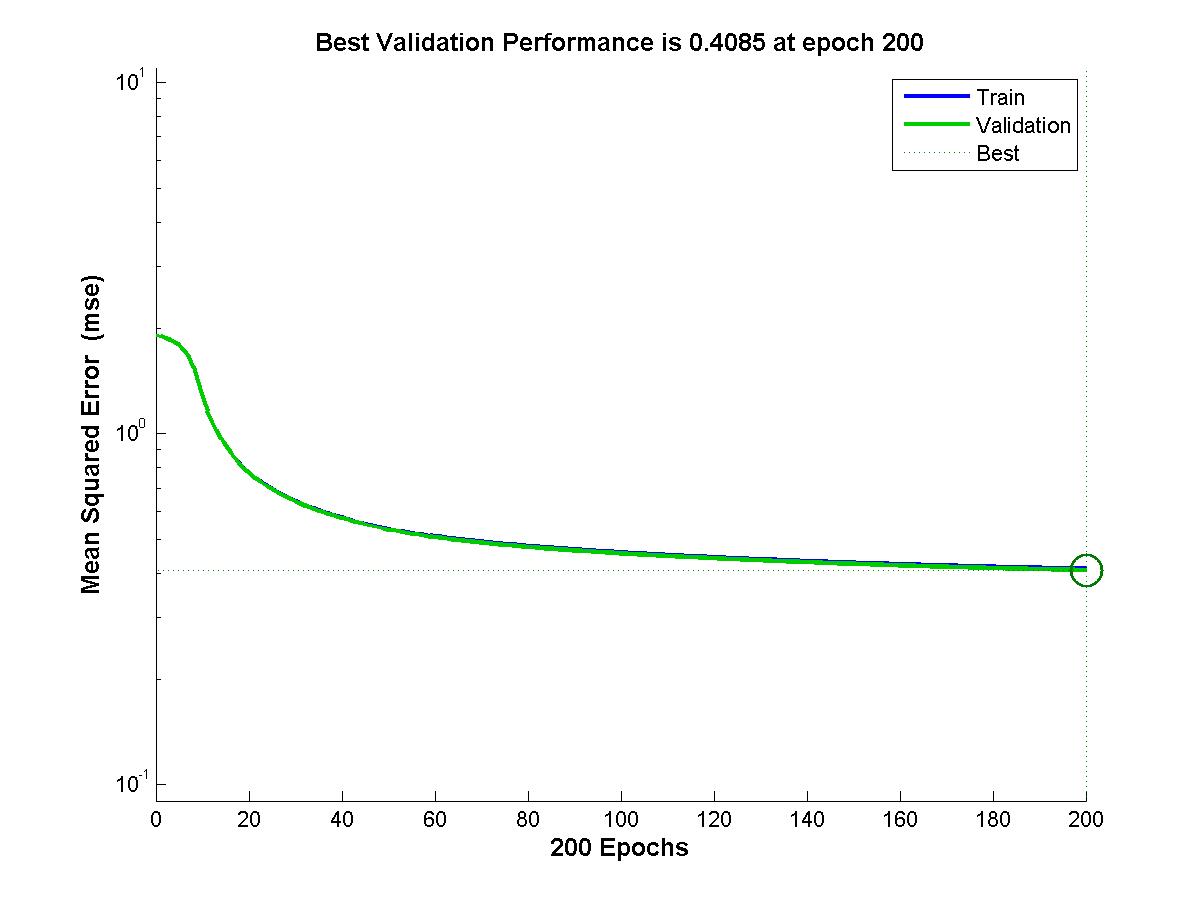 Best Validation Performance is 0.4085 at epoch 200
Train
Validation
Best
10^1
10^0
10^-1
Mean Squared Error (mse)
0 20 40 60 80 100 120 140 160 180 200
200 Epochs